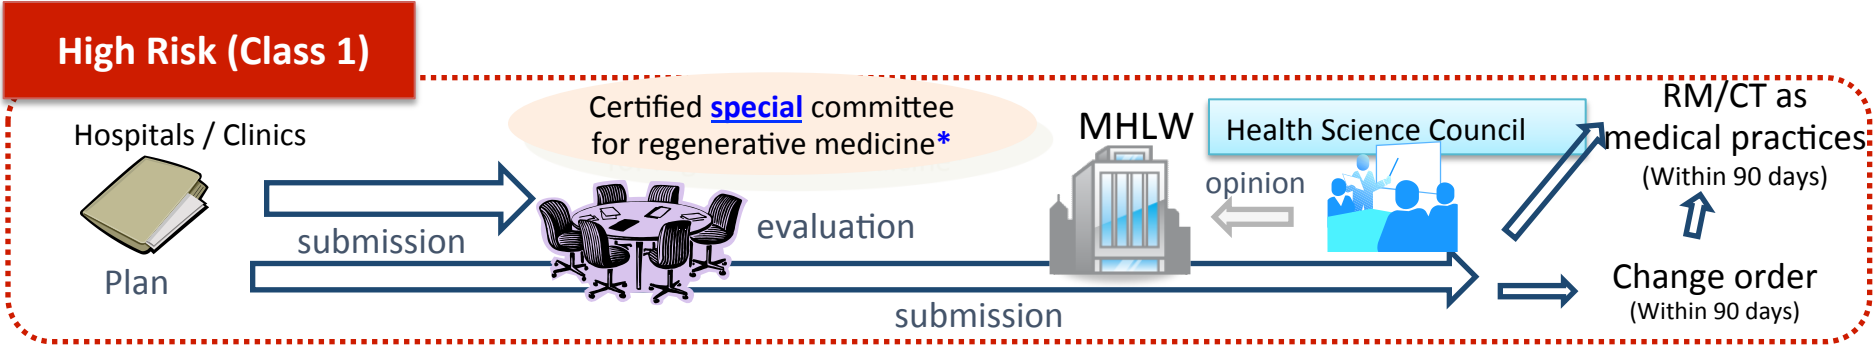 High Risk (Class 1)
Hospitals / Clinics
Plan
submission
Certified special committee
for regenerative medicine*
evaluation
submission
MHLW
Health Science Council
opinion
RM/CT as
medical practices
(Within 90 days)
Change order
(Within 90 days)